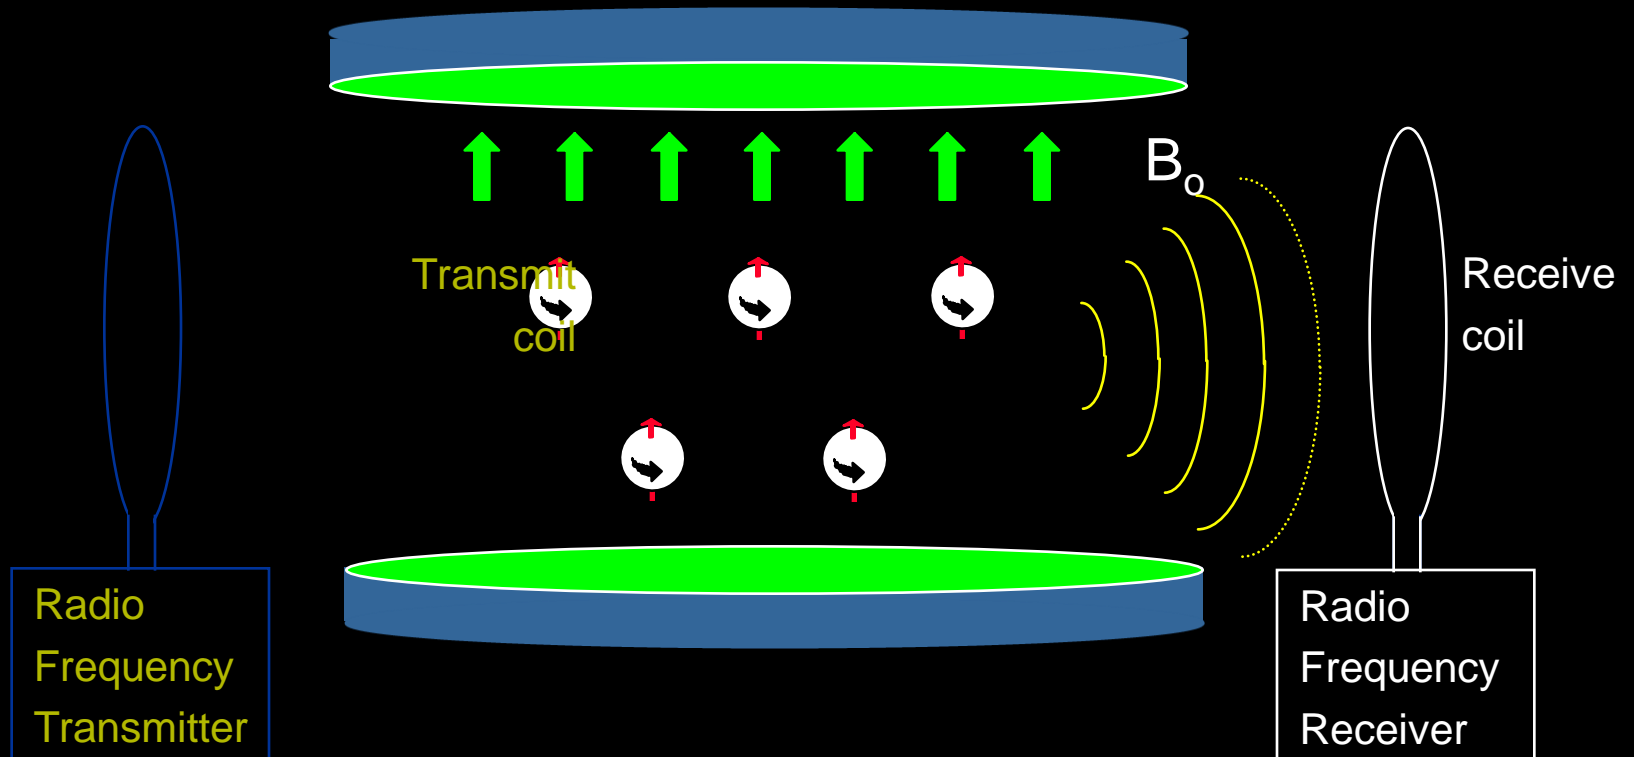 B₀
Transmit
coil
Receive
coil
Radio
Frequency
Transmitter
Radio
Frequency
Receiver